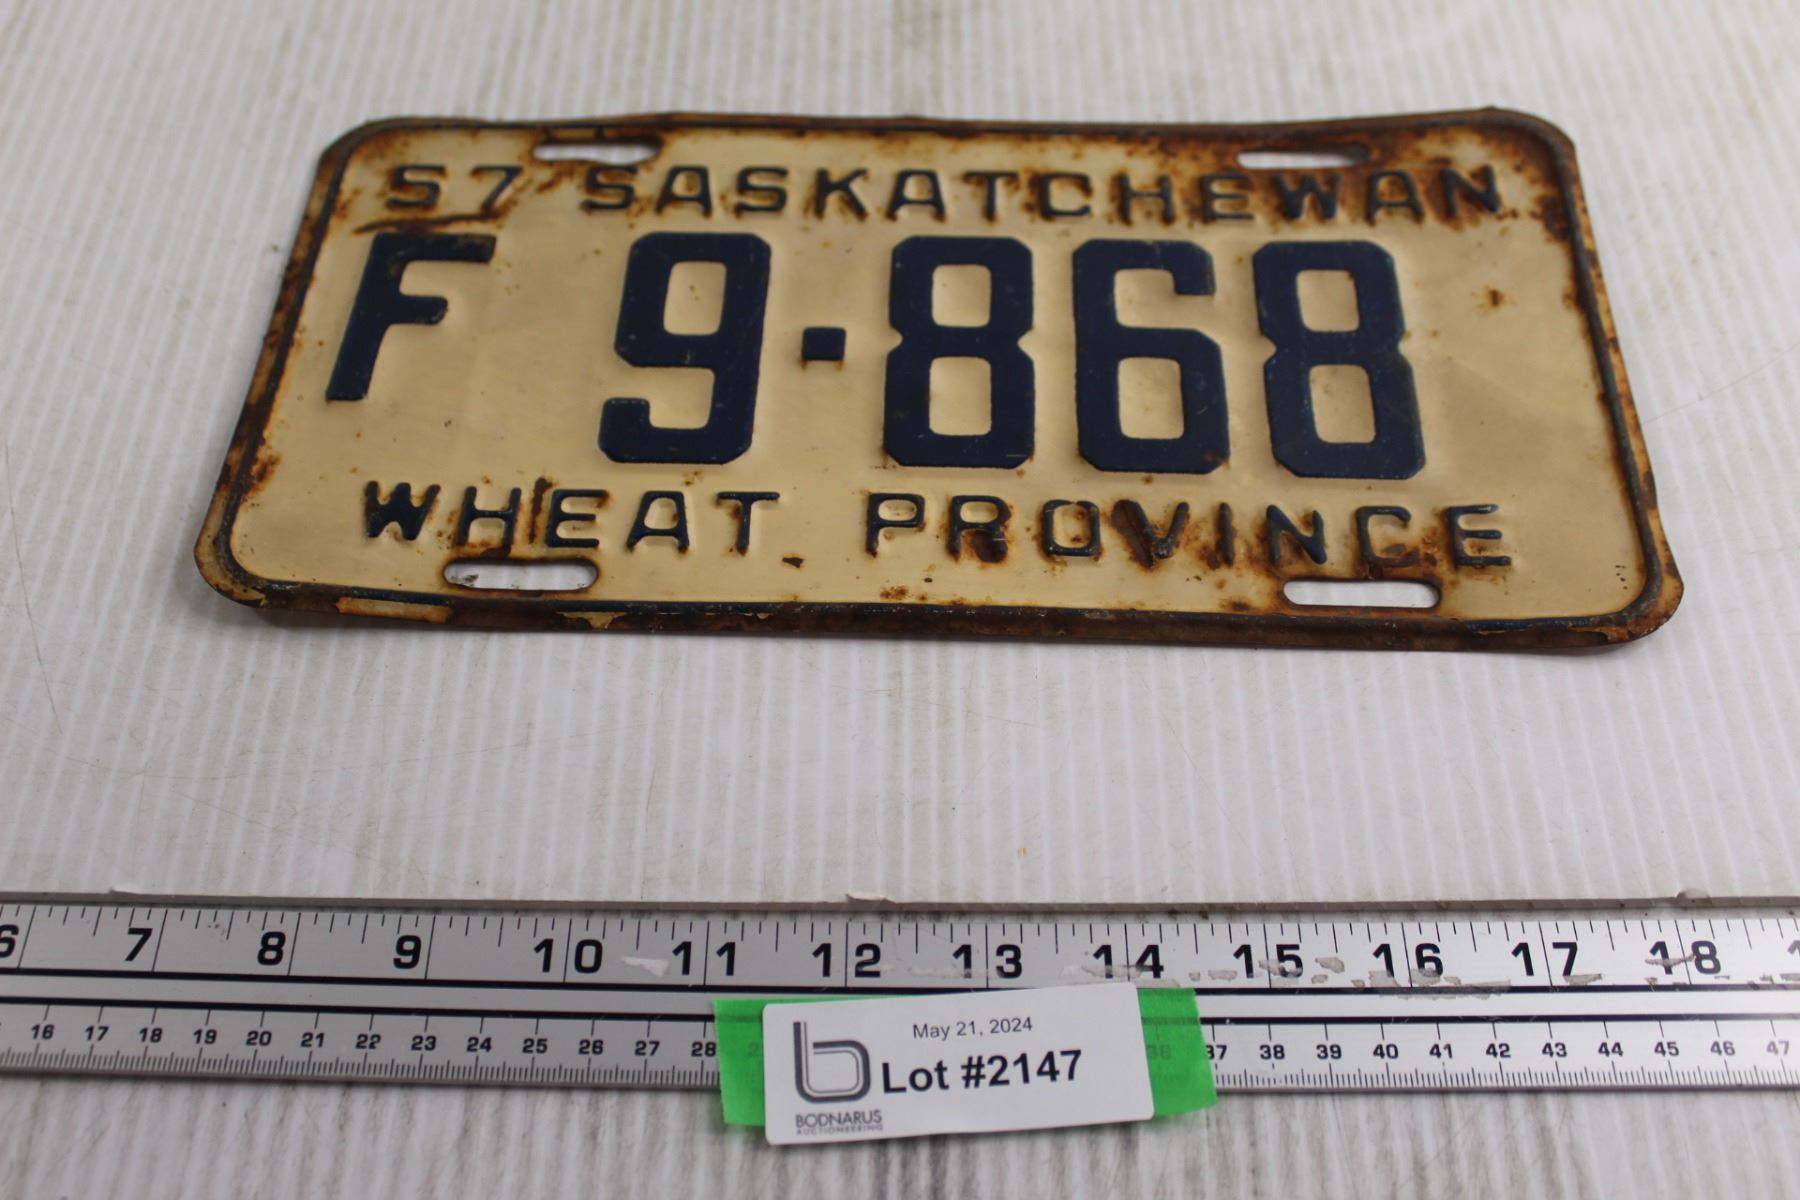 57 SASKATCHEWAN
F 9·868
WHEAT PROVINCE
6 7 8 9 10 11 12 13 14 15 16 17 18
16 17 18 19 20 21 22 23 24 25 26 27 28 37 38 39 40 41 42 43 44 45 46 47
May 21, 2024
Lot #2147
BODNARUS
AUCTIONEERING